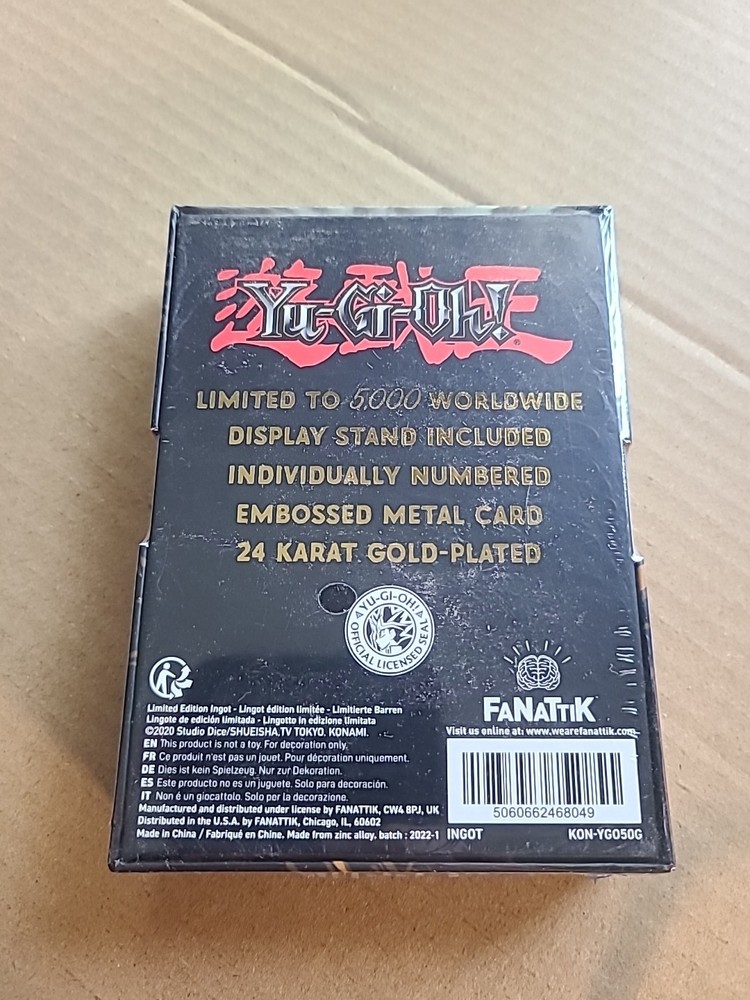 遊戯王
Yu-Gi-Oh!
®
LIMITED TO 5,000 WORLDWIDE
DISPLAY STAND INCLUDED
INDIVIDUALLY NUMBERED
EMBOSSED METAL CARD
24 KARAT GOLD-PLATED
YU-GI-OH!
OFFICIAL LICENSED SEAL
FANATTIK
Visit us online at: www.wearefanattik.com
Limited Edition Ingot - Lingot édition limitée - Limitierte Barren
Lingote de edición limitada - Lingotto in edizione limitata
©2020 Studio Dice/SHUEISHA, TV TOKYO, KONAMI.
EN This product is not a toy. For decoration only.
FR Ce produit n'est pas un jouet. Pour décoration uniquement.
DE Dies ist kein Spielzeug. Nur zur Dekoration.
ES Este producto no es un juguete. Solo para decoración.
IT Non è un giocattolo. Solo per la decorazione.
Manufactured and distributed under license by FANATTIK, CW4 8PJ, UK
Distributed in the U.S.A. by FANATTIK, Chicago, IL, 60602
Made in China / Fabriqué en Chine. Made from zinc alloy. batch : 2022-1
5060662468049
INGOT KON-YGO50G